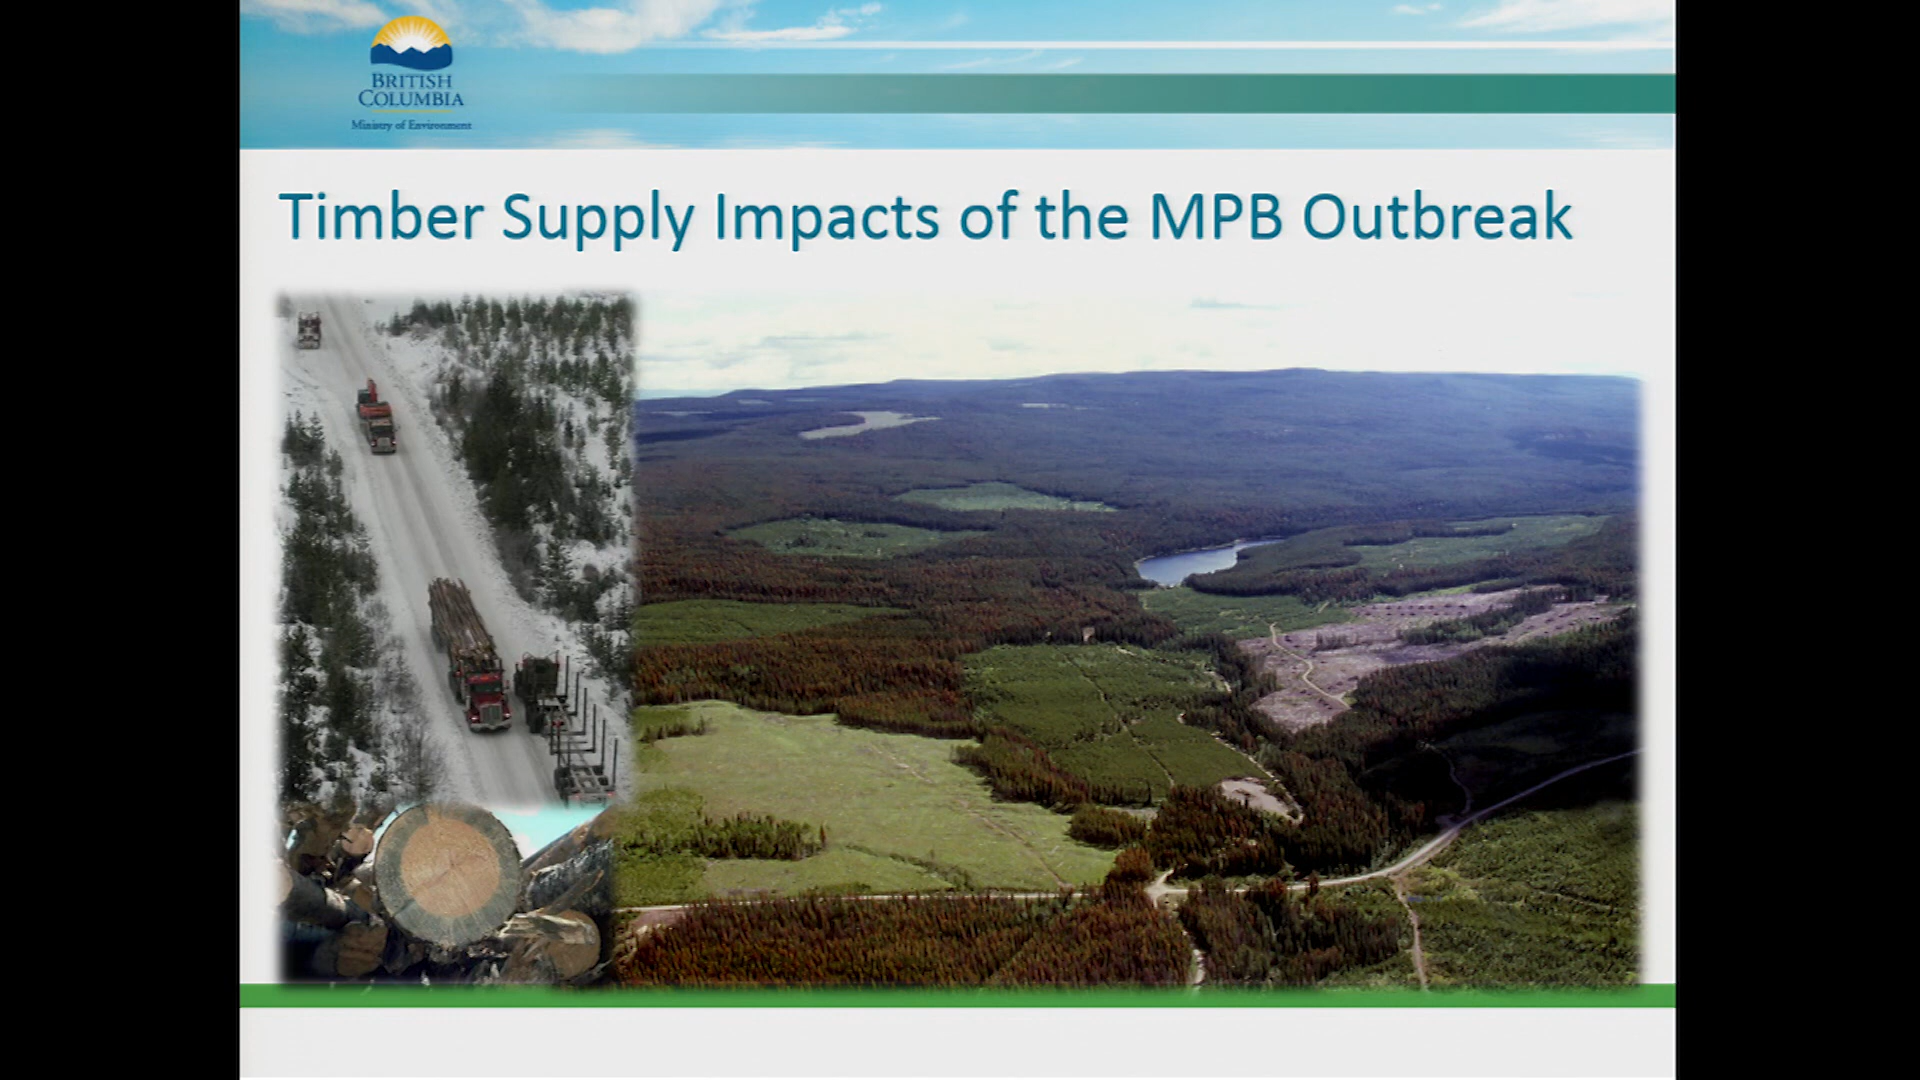 BRITISH
COLUMBIA
Ministry of Environment
Timber Supply Impacts of the MPB Outbreak